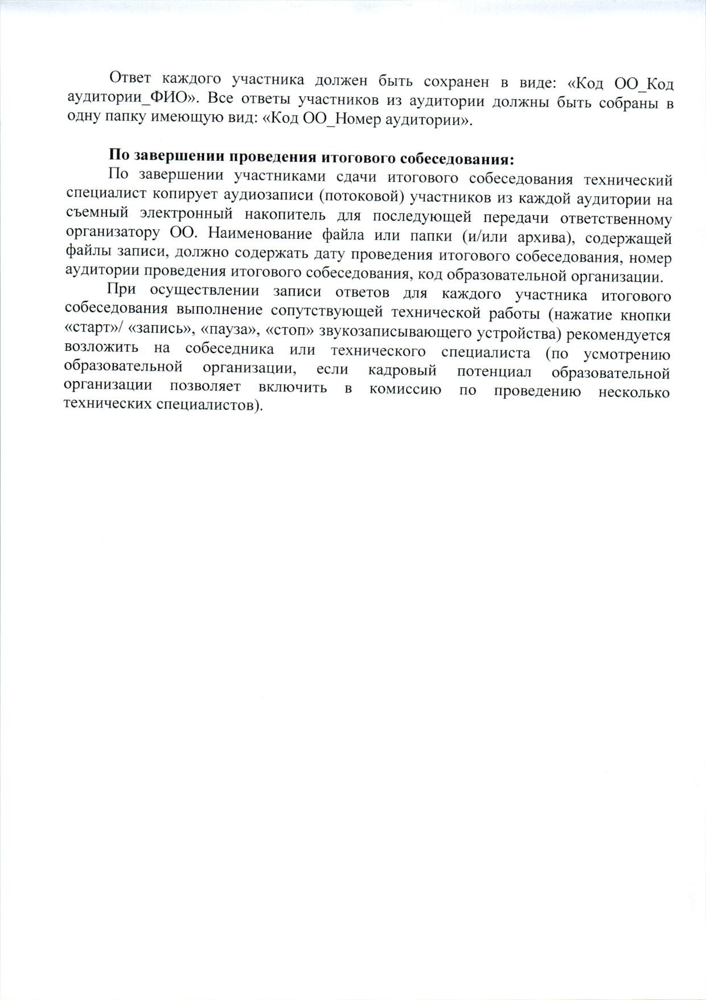 Ответ каждого участника должен быть сохранен в виде: «Код ОО_Код
аудитории_ФИО». Все ответы участников из аудитории должны быть собраны в
одну папку имеющую вид: «Код ОО_Номер аудитории».
По завершении проведения итогового собеседования:
По завершении участниками сдачи итогового собеседования технический
специалист копирует аудиозаписи (потоковой) участников из каждой аудитории на
съемный электронный накопитель для последующей передачи ответственному
организатору ОО. Наименование файла или папки (и/или архива), содержащей
файлы записи, должно содержать дату проведения итогового собеседования, номер
аудитории проведения итогового собеседования, код образовательной организации.
При осуществлении записи ответов для каждого участника итогового
собеседования выполнение сопутствующей технической работы (нажатие кнопки
«старт»/ «запись», «пауза», «стоп» звукозаписывающего устройства) рекомендуется
возложить на собеседника или технического специалиста (по усмотрению
образовательной организации, если кадровый потенциал образовательной
организации позволяет включить в комиссию по проведению несколько
технических специалистов).